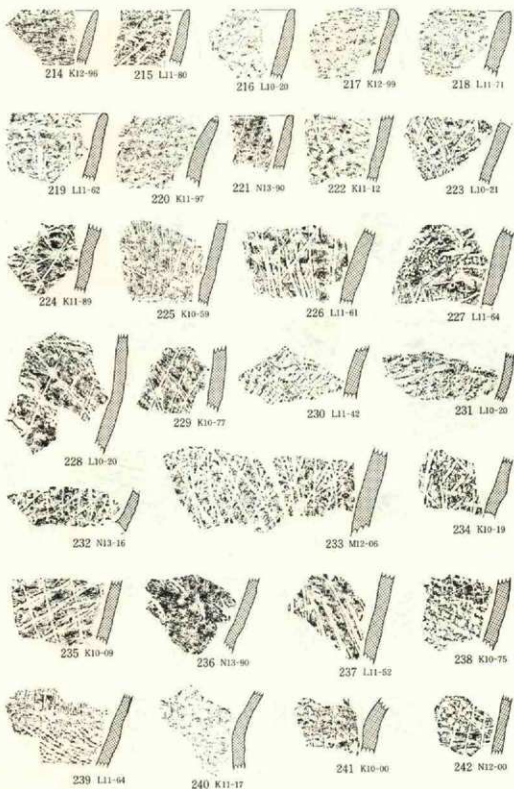 214 K12-96
215 L11-80
216 L10-20
217 K12-99
218 L11-71
219 L11-62
220 K11-97
221 N13-90
222 K11-12
223 L10-21
224 K11-89
225 K10-59
226 L11-61
227 L11-64
228 L10-20
229 K10-77
230 L11-42
231 L10-20
232 N13-16
233 M12-06
234 K10-19
235 K10-09
236 N13-90
237 L11-52
238 K10-75
239 L11-64
240 K11-17
241 K10-00
242 N12-00